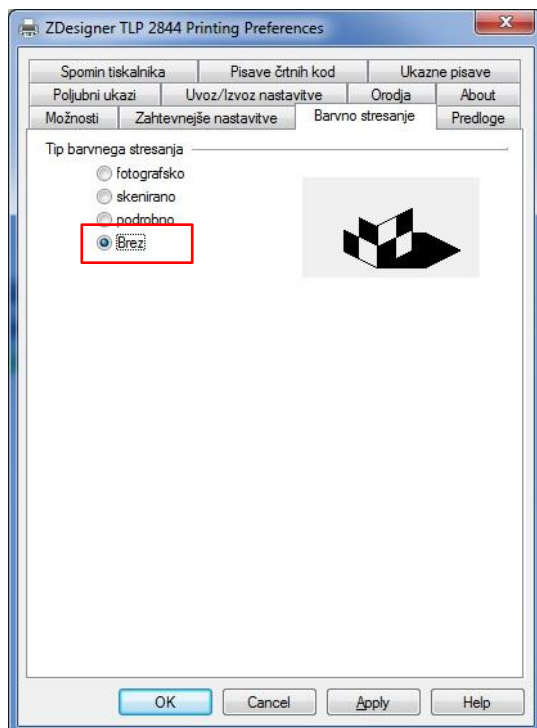 ZDesigner TLP 2844 Printing Preferences
Spomin tiskalnika Pisave črtnih kod Ukazne pisave
Poljubni ukazi Uvoz/Izvoz nastavitve Orodja About
Možnosti Zahtevnejše nastavitve Barvno stresanje Predloge
Tip barvnega stresanja
fotografsko
skenirano
podrobno
Brez
OK Cancel Apply Help